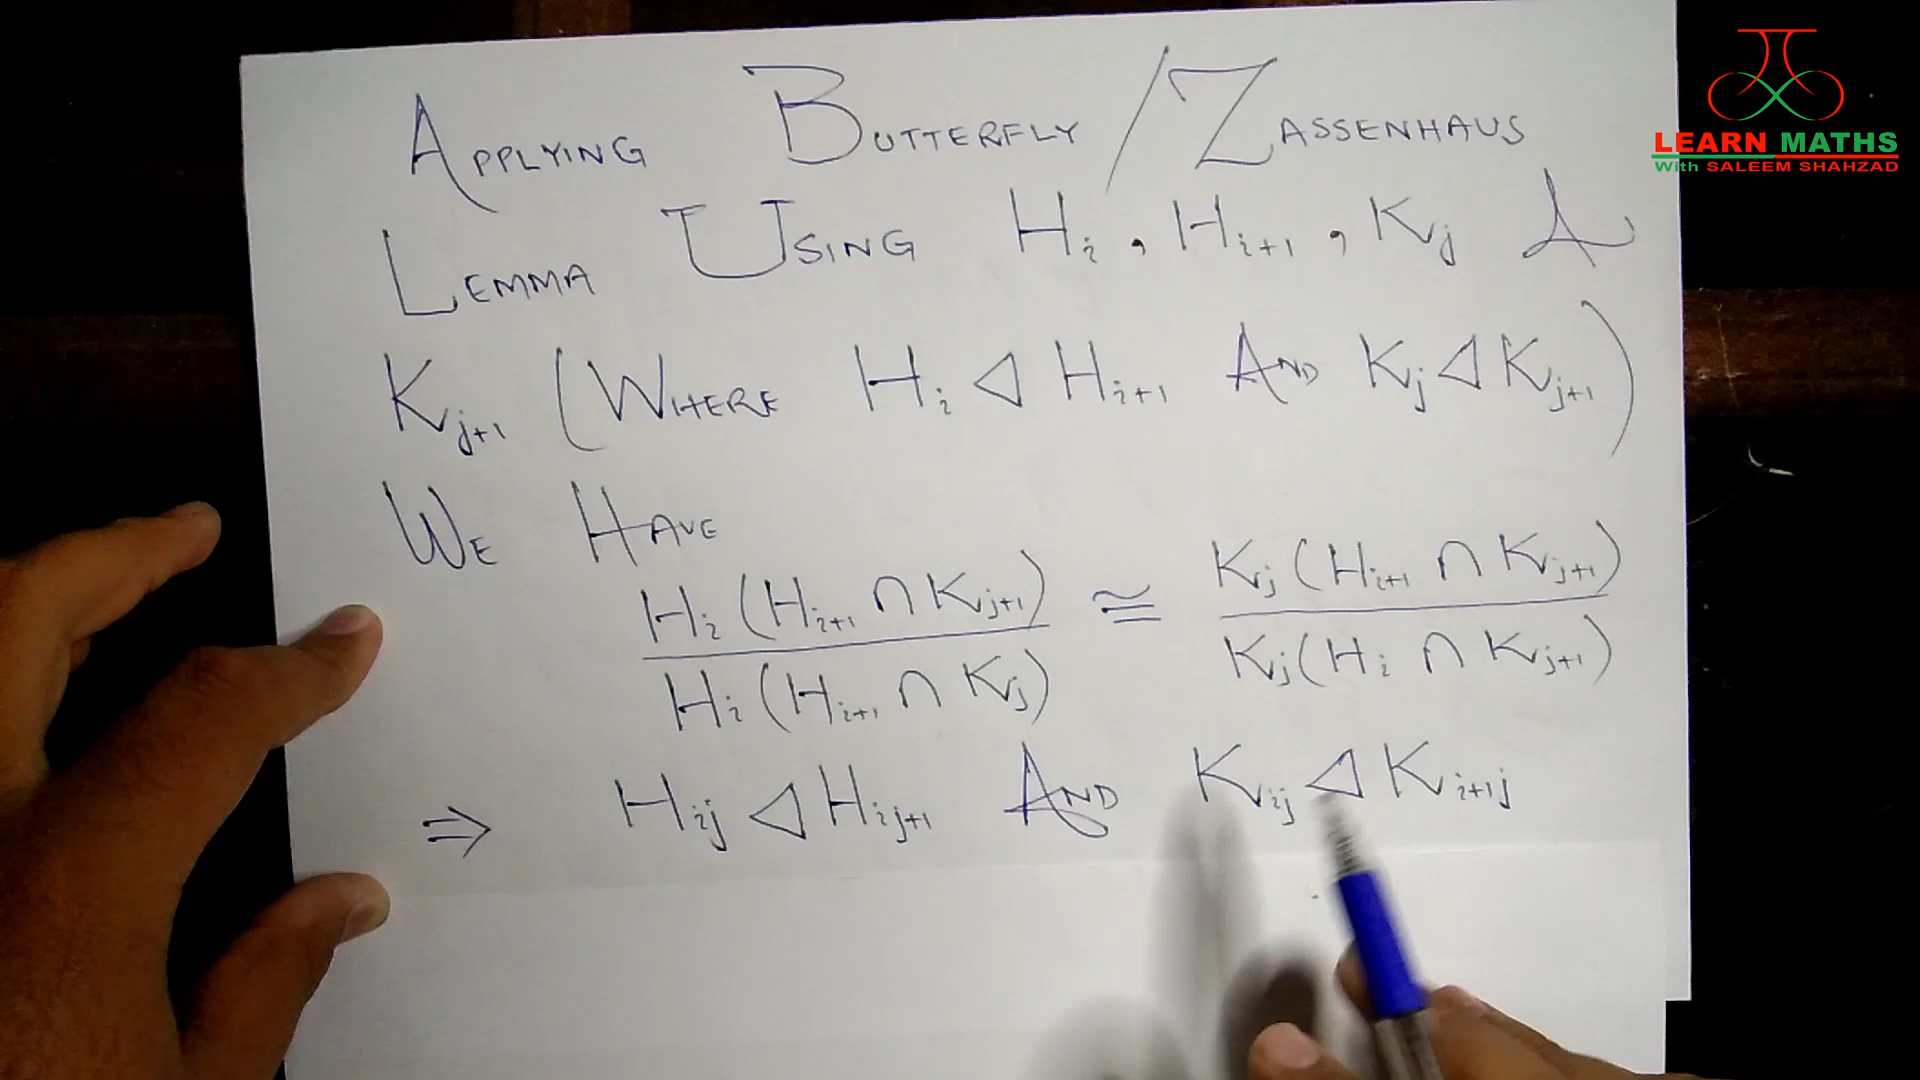 APPLYING BUTTERFLY / ZASSENHAUS
LEMMA USING Hᵢ , Hᵢ₊₁ , Kⱼ &
Kⱼ₊₁ (WHERE Hᵢ ◁ Hᵢ₊₁ AND Kⱼ ◁ Kⱼ₊₁)
WE HAVE
Hᵢ (Hᵢ₊₁ ∩ Kⱼ₊₁) / Hᵢ (Hᵢ₊₁ ∩ Kⱼ) ≅ Kⱼ (Hᵢ₊₁ ∩ Kⱼ₊₁) / Kⱼ (Hᵢ ∩ Kⱼ₊₁)
⇒ Hᵢⱼ ◁ Hᵢⱼ₊₁ AND Kᵢⱼ ◁ Kᵢ₊₁ⱼ
LEARN MATHS
With SALEEM SHAHZAD